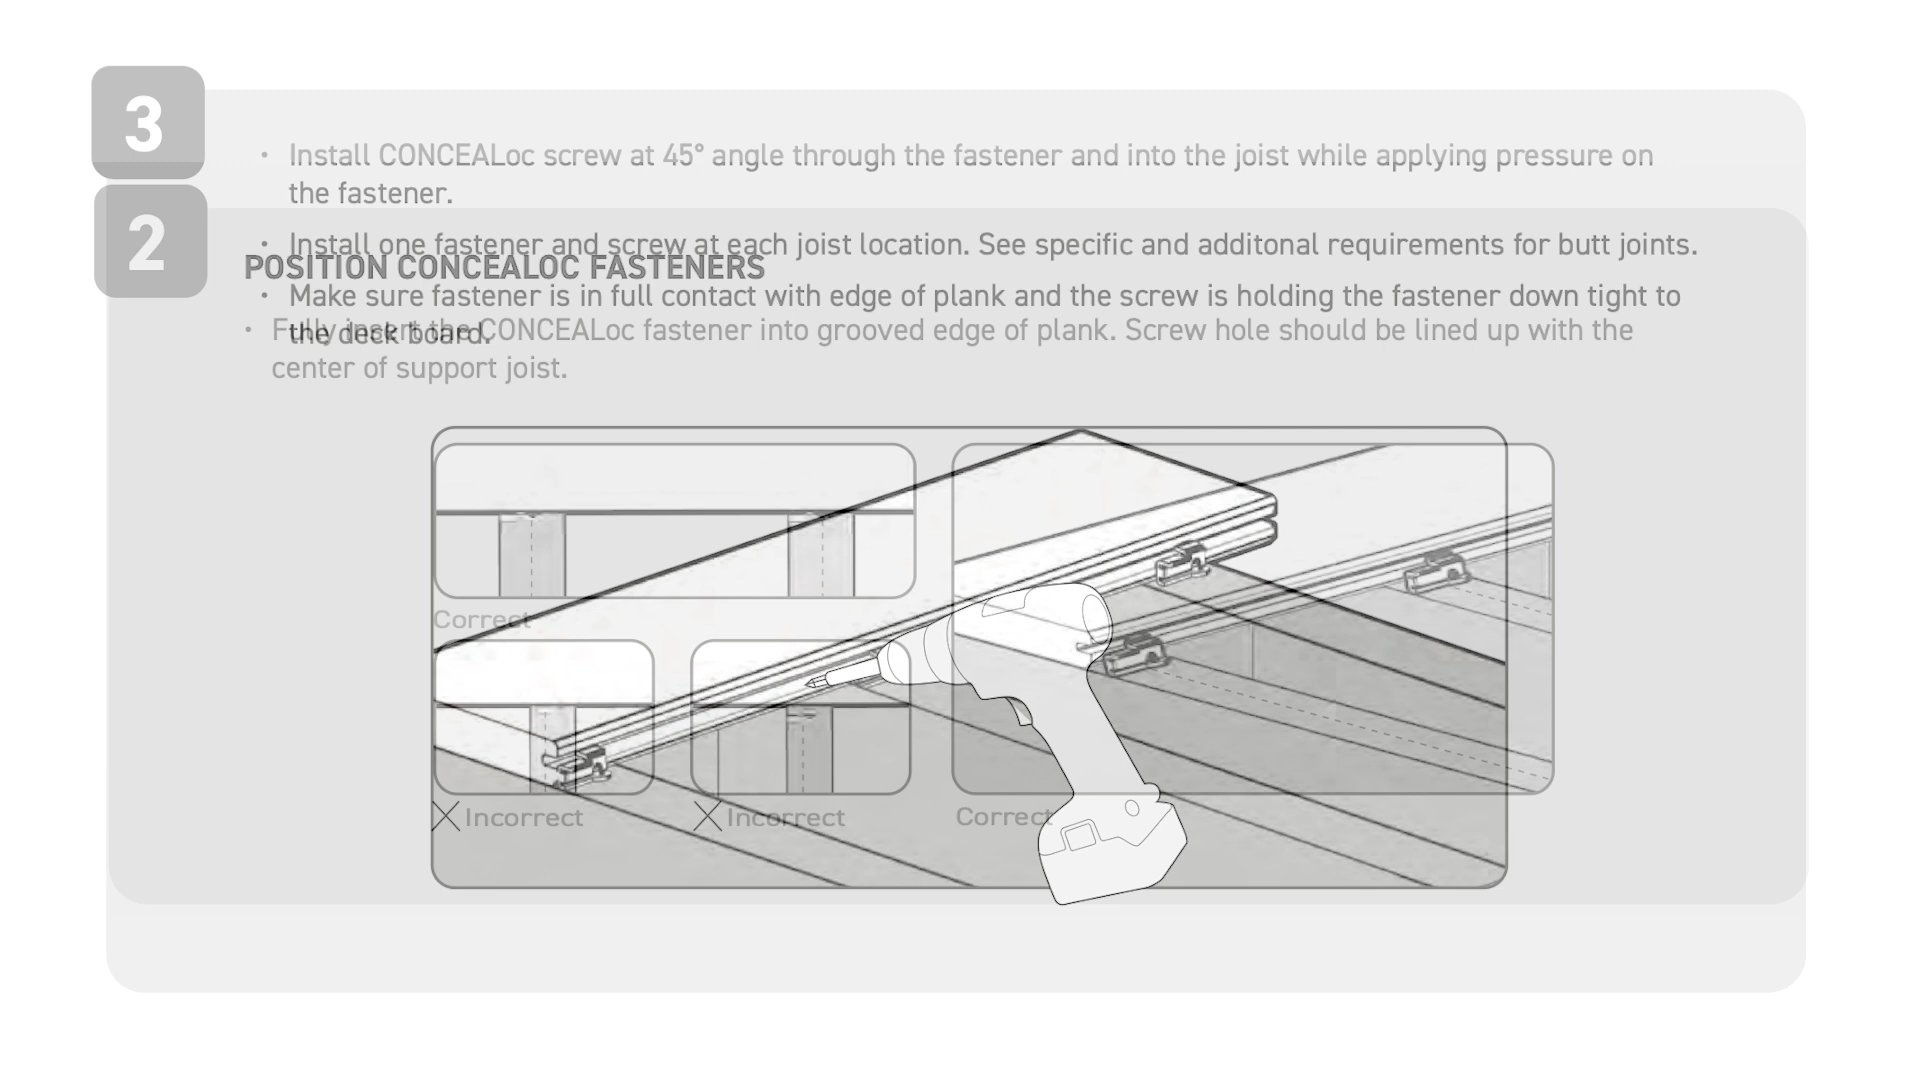 3
• Install CONCEALoc screw at 45° angle through the fastener and into the joist while applying pressure on
the fastener.
• Install one fastener and screw at each joist location. See specific and additonal requirements for butt joints.
• Make sure fastener is in full contact with edge of plank and the screw is holding the fastener down tight to
the deck board.
2
POSITION CONCEALOC FASTENERS
• Fully insert the CONCEALoc fastener into grooved edge of plank. Screw hole should be lined up with the
center of support joist.
Correct
Incorrect
Incorrect
Correct